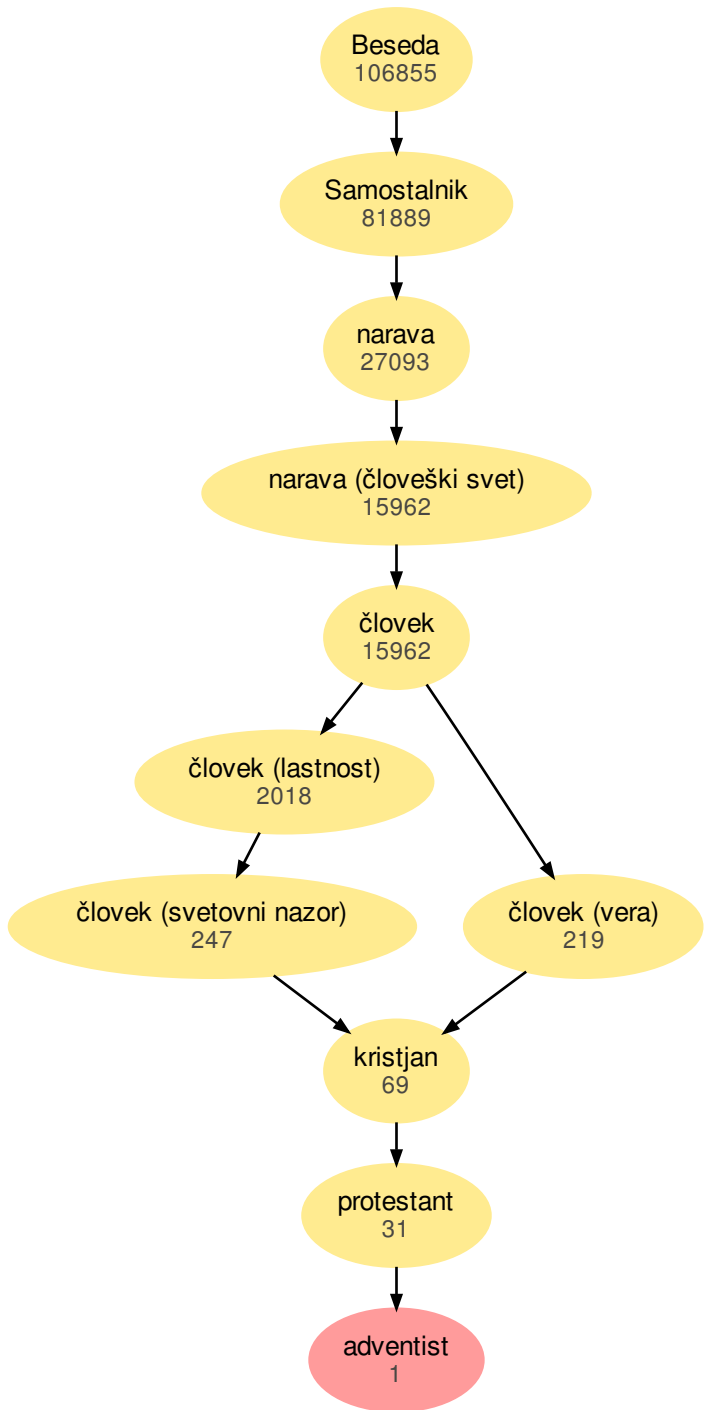 Beseda
106855
Samostalnik
81889
narava
27093
narava (človeški svet)
15962
človek
15962
človek (lastnost)
2018
človek (svetovni nazor)
247
človek (vera)
219
kristjan
69
protestant
31
adventist
1